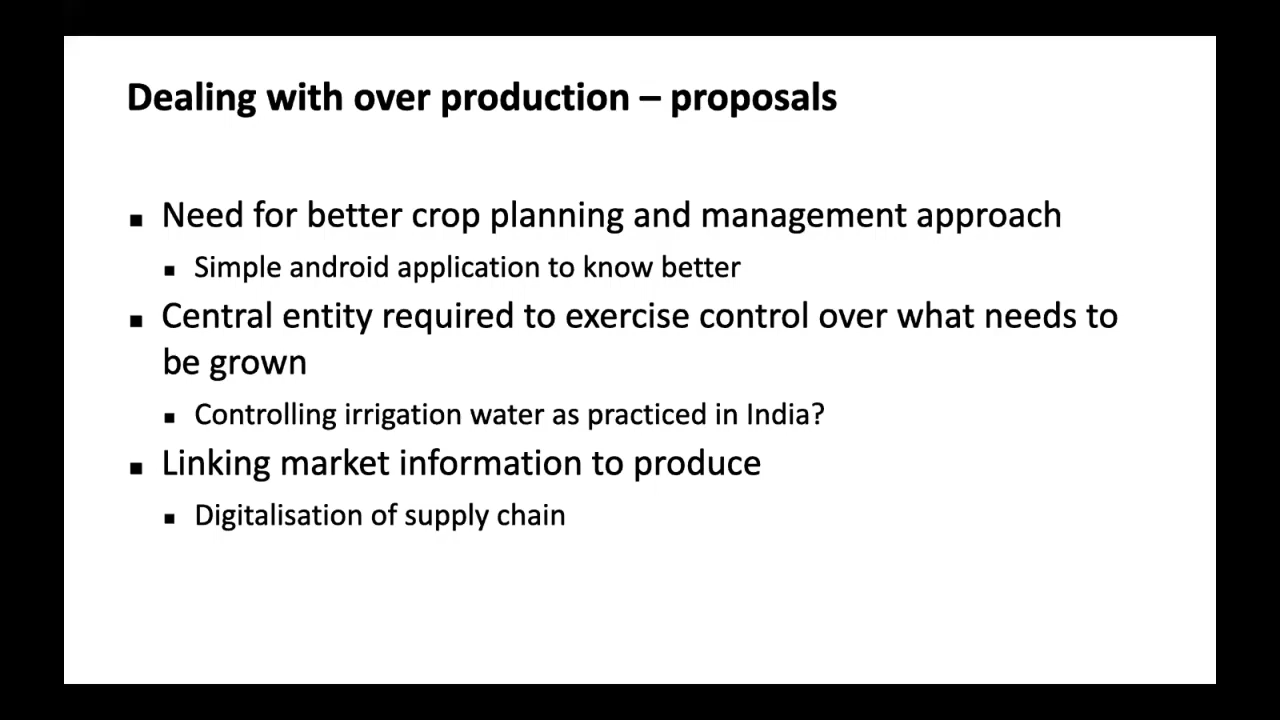 Dealing with over production – proposals
▪ Need for better crop planning and management approach
▪ Simple android application to know better
▪ Central entity required to exercise control over what needs to
be grown
▪ Controlling irrigation water as practiced in India?
▪ Linking market information to produce
▪ Digitalisation of supply chain